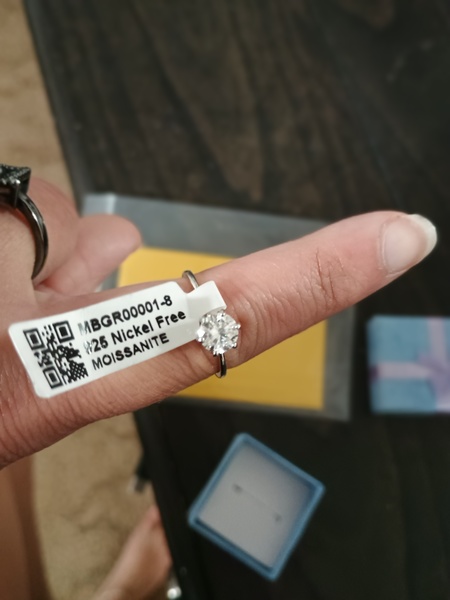 MBGR00001-8
925 Nickel Free
MOISSANITE